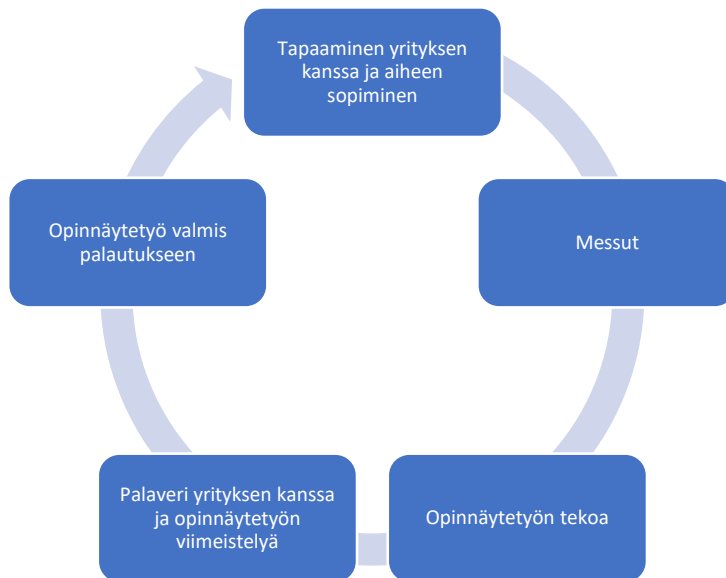 Tapaaminen yrityksen
kanssa ja aiheen
sopiminen
Messut
Opinnäytetyön tekoa
Palaveri yrityksen kanssa
ja opinnäytetyön
viimeistelyä
Opinnäytetyö valmis
palautukseen